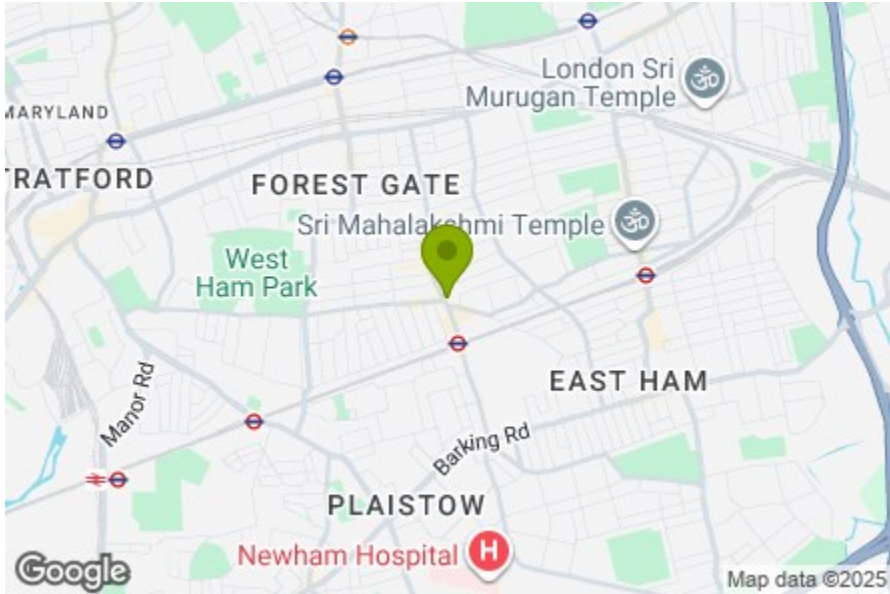 London Sri
Murugan Temple
MARYLAND
TRATFORD
FOREST GATE
Sri Mahalakshmi Temple
West
Ham Park
Manor Rd
EAST HAM
Barking Rd
PLAISTOW
Newham Hospital
H
Google
Map data ©2025